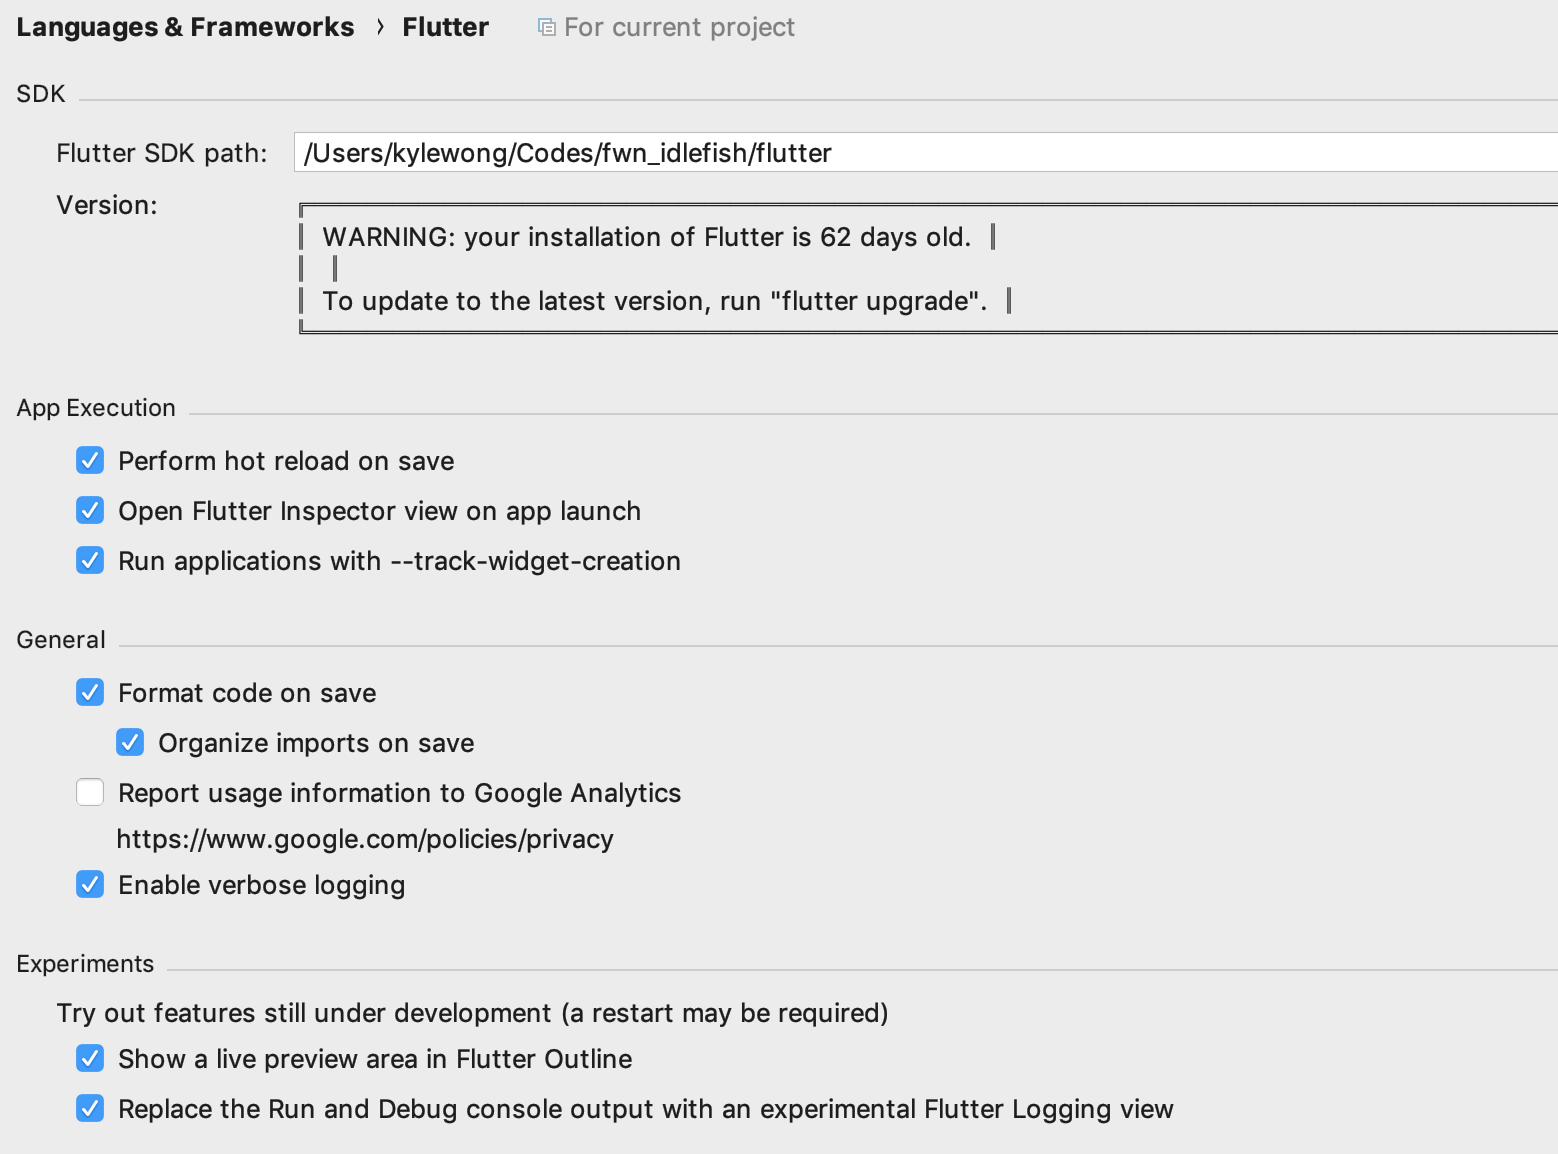 Languages & Frameworks › Flutter For current project
SDK
Flutter SDK path: /Users/kylewong/Codes/fwn_idlefish/flutter
Version:
WARNING: your installation of Flutter is 62 days old.
To update to the latest version, run "flutter upgrade".
App Execution
Perform hot reload on save
Open Flutter Inspector view on app launch
Run applications with --track-widget-creation
General
Format code on save
Organize imports on save
Report usage information to Google Analytics
https://www.google.com/policies/privacy
Enable verbose logging
Experiments
Try out features still under development (a restart may be required)
Show a live preview area in Flutter Outline
Replace the Run and Debug console output with an experimental Flutter Logging view